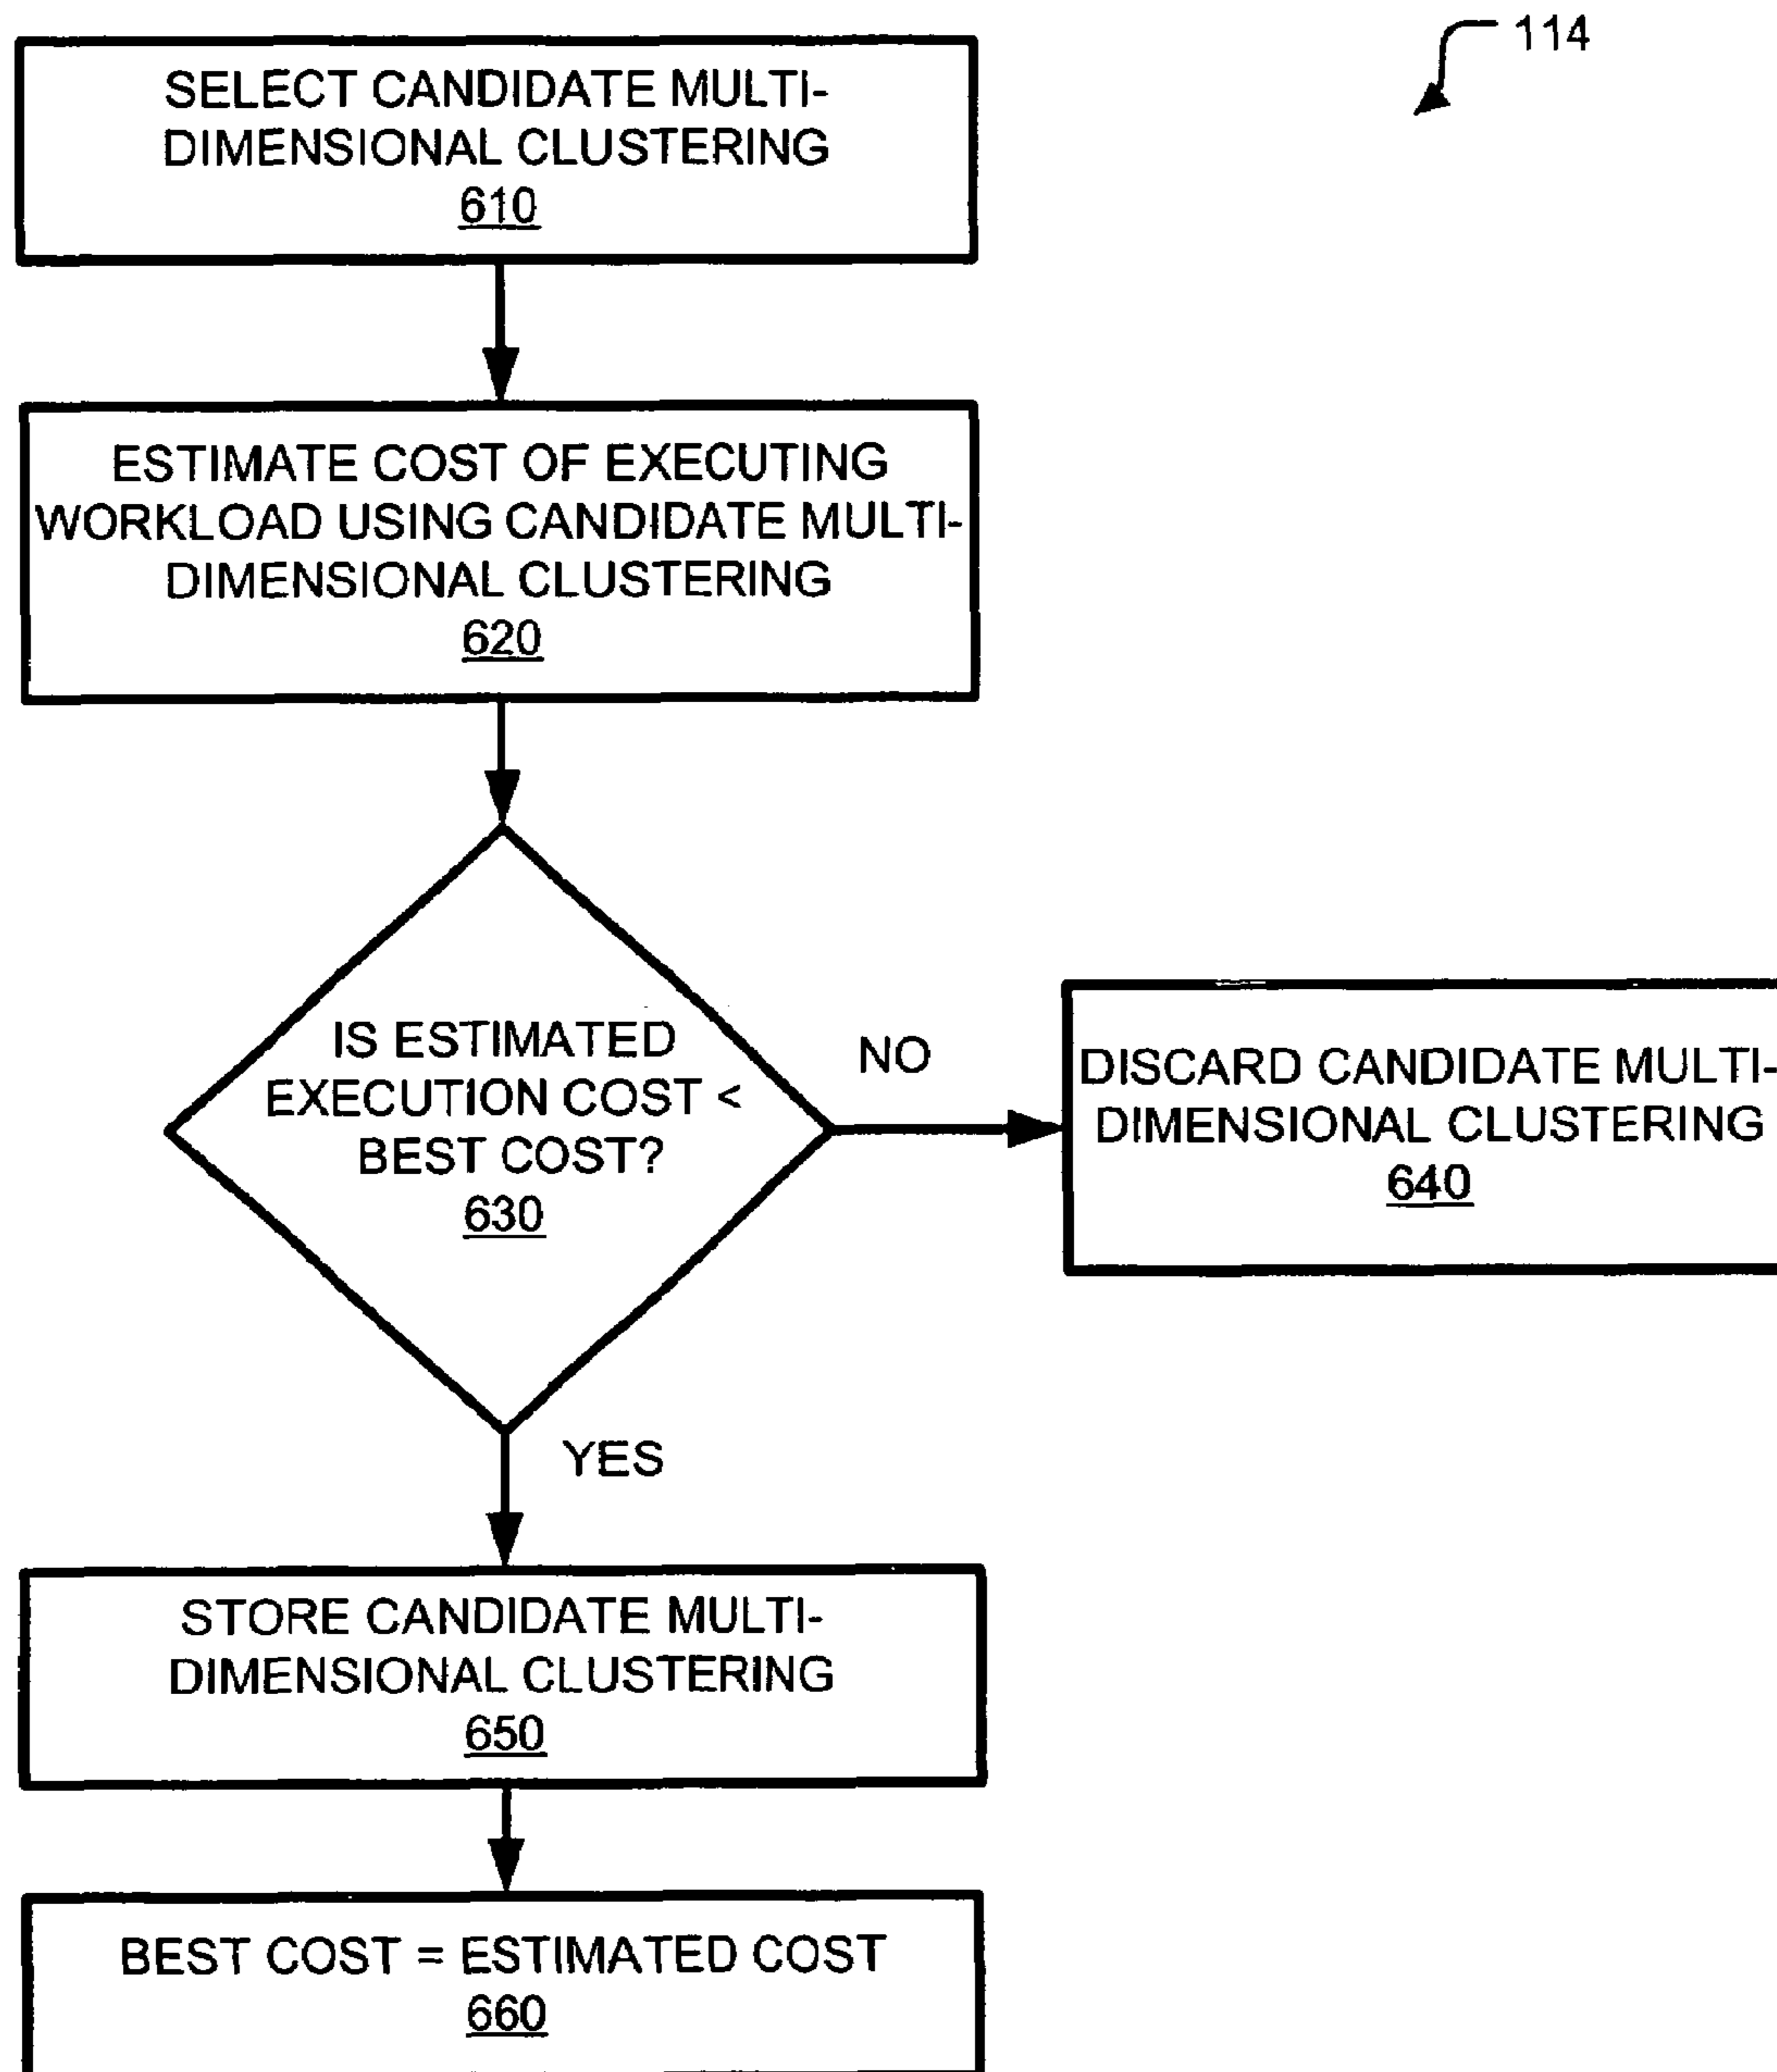 114
SELECT CANDIDATE MULTI-
DIMENSIONAL CLUSTERING
610
ESTIMATE COST OF EXECUTING
WORKLOAD USING CANDIDATE MULTI-
DIMENSIONAL CLUSTERING
620
IS ESTIMATED
EXECUTION COST <
BEST COST?
630
NO
DISCARD CANDIDATE MULTI-
DIMENSIONAL CLUSTERING
640
YES
STORE CANDIDATE MULTI-
DIMENSIONAL CLUSTERING
650
BEST COST = ESTIMATED COST
660